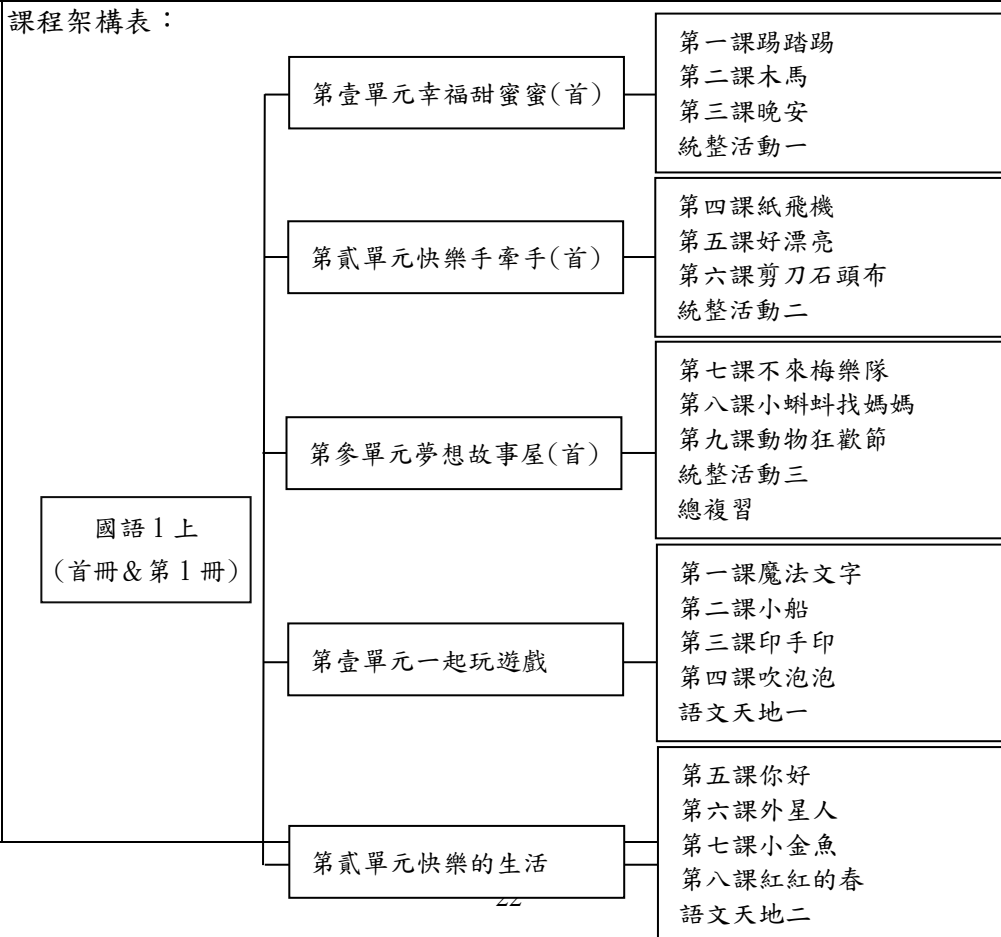 課程架構表：
國語1上
(首冊&第1冊)
第壹單元幸福甜蜜蜜(首)
第一課踢踏踢
第二課木馬
第三課晚安
統整活動一
第貳單元快樂手牽手(首)
第四課紙飛機
第五課好漂亮
第六課剪刀石頭布
統整活動二
第參單元夢想故事屋(首)
第七課不來梅樂隊
第八課小蝌蚪找媽媽
第九課動物狂歡節
統整活動三
總複習
第壹單元一起玩遊戲
第一課魔法文字
第二課小船
第三課印手印
第四課吹泡泡
語文天地一
第貳單元快樂的生活
第五課你好
第六課外星人
第七課小金魚
第八課紅紅的春
語文天地二
22